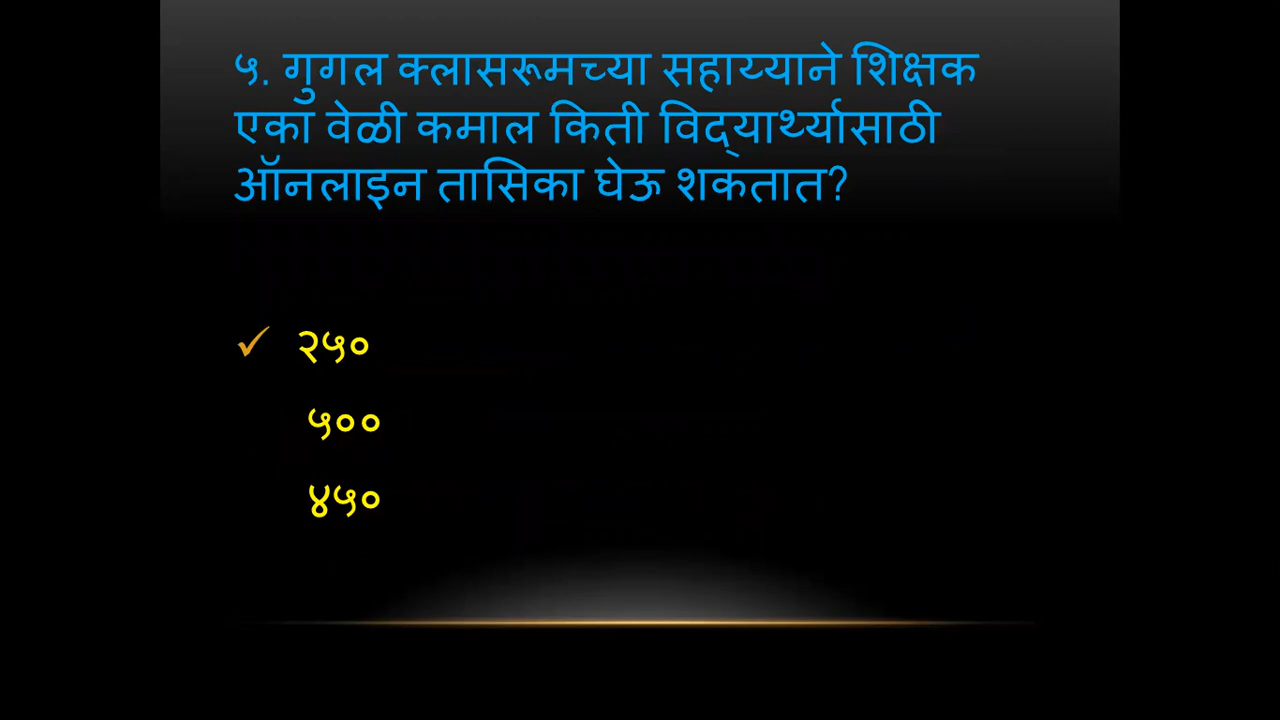 ५. गुगल क्लासरूमच्या सहाय्याने शिक्षक
एका वेळी कमाल किती विद्‌यार्थ्यासाठी
ऑनलाइन तासिका घेऊ शकतात?
✓ २५०
५००
४५०